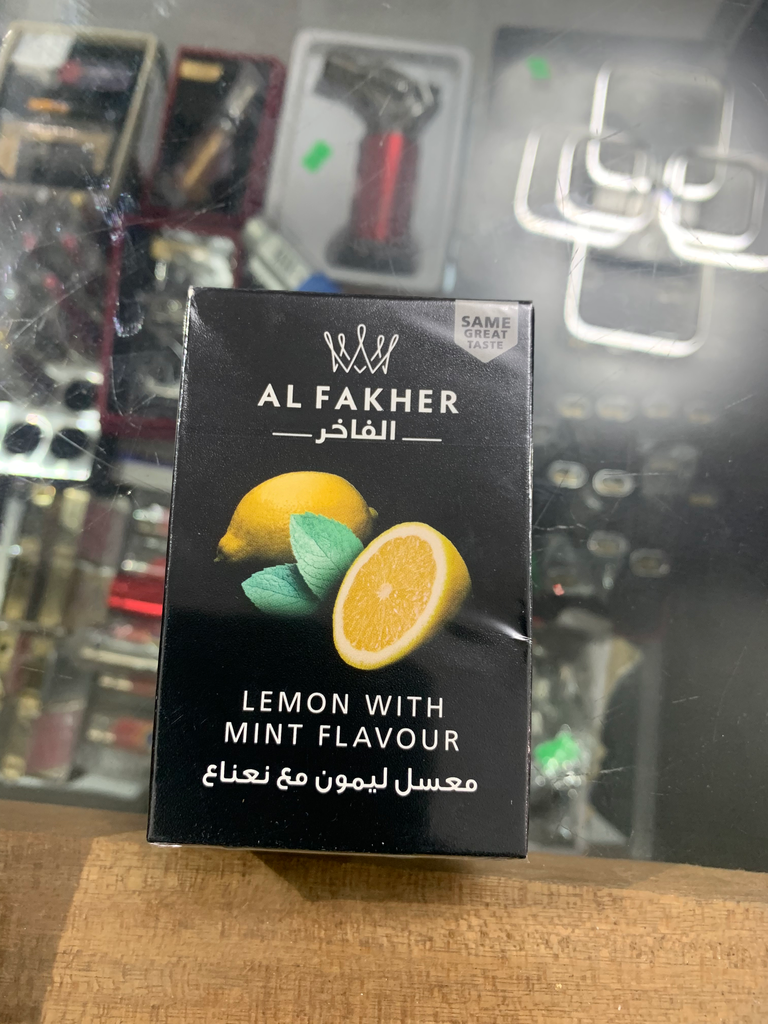 SAME
GREAT
TASTE
AL FAKHER
الفاخر
LEMON WITH
MINT FLAVOUR
معسل ليمون مع نعناع